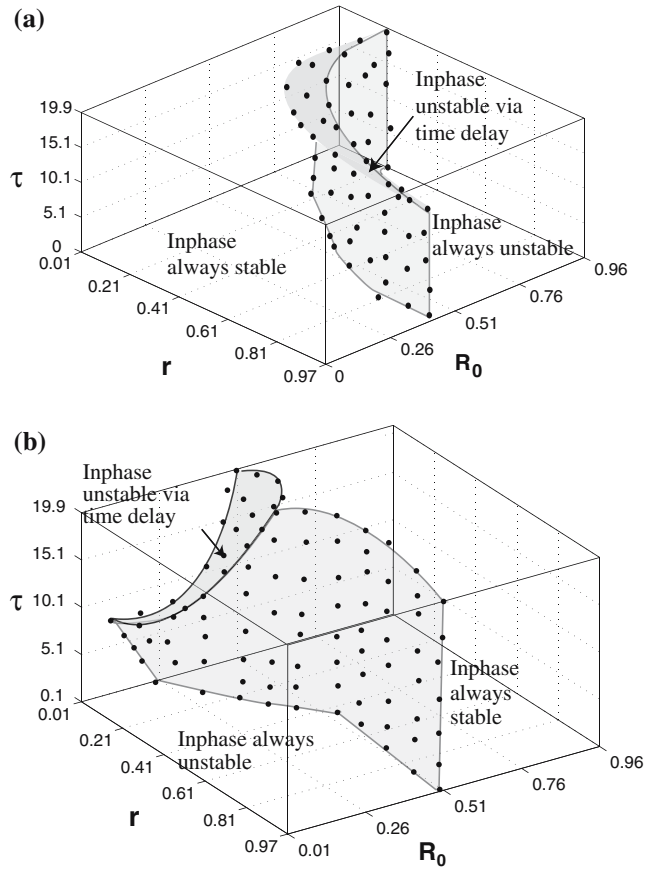 (a)
Inphase
unstable via
time delay
19.9
15.1
10.1
5.1
0
τ
Inphase
always stable
Inphase
always unstable
0.01
0.21
0.41
0.61
0.81
0.97
r
0
0.26
0.51
0.76
0.96
R0
(b)
Inphase
unstable via
time delay
19.9
15.1
10.1
5.1
0.1
τ
Inphase
always
stable
Inphase always
unstable
0.01
0.21
0.41
0.61
0.81
0.97
r
0.01
0.26
0.51
0.76
0.96
R0